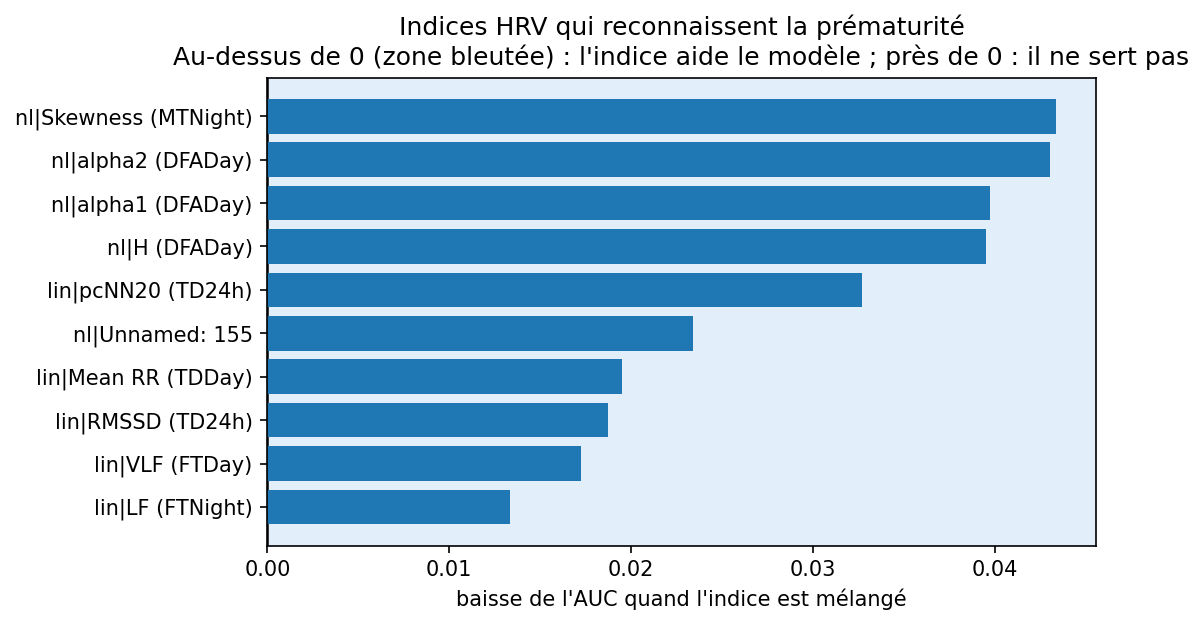 Indices HRV qui reconnaissent la prématurité
Au-dessus de 0 (zone bleutée) : l'indice aide le modèle ; près de 0 : il ne sert pas
nl|Skewness (MTNight)
nl|alpha2 (DFADay)
nl|alpha1 (DFADay)
nl|H (DFADay)
lin|pcNN20 (TD24h)
nl|Unnamed: 155
lin|Mean RR (TDDay)
lin|RMSSD (TD24h)
lin|VLF (FTDay)
lin|LF (FTNight)
0.00 0.01 0.02 0.03 0.04
baisse de l'AUC quand l'indice est mélangé